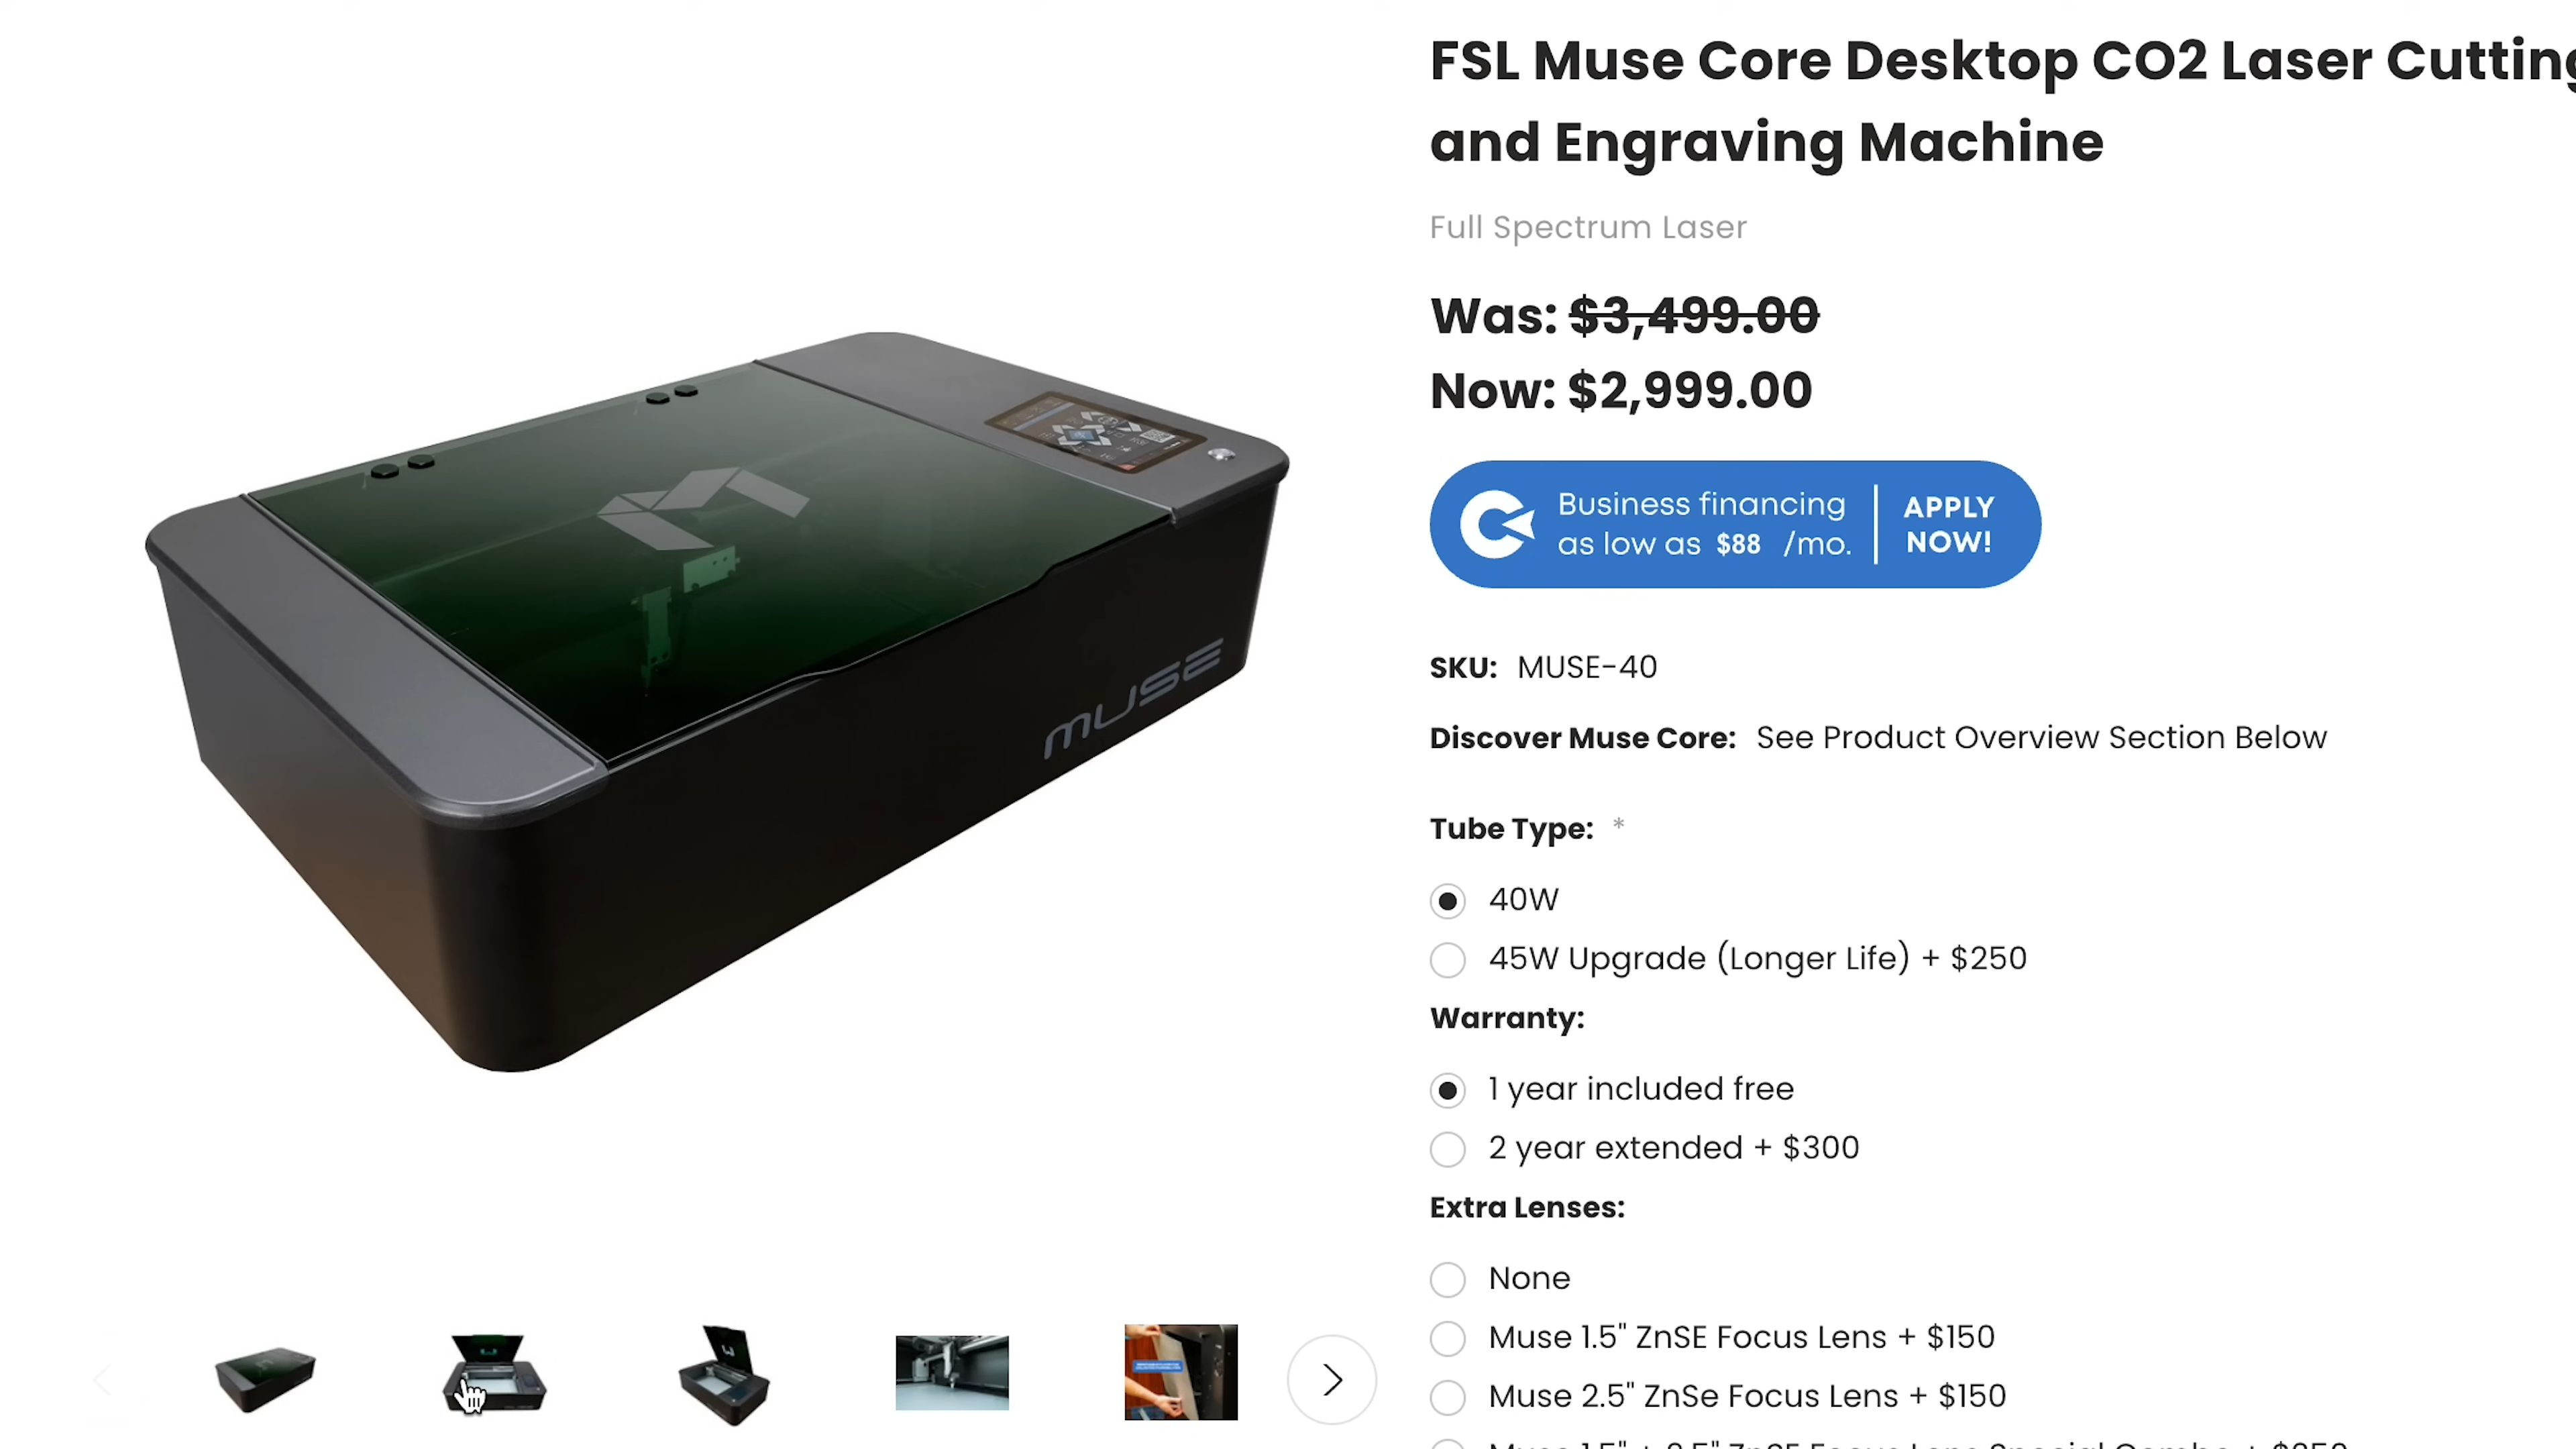 FSL Muse Core Desktop CO2 Laser Cutting
and Engraving Machine
Full Spectrum Laser
Was: $3,499.00
Now: $2,999.00
Business financing
as low as $88 /mo.
APPLY
NOW!
SKU: MUSE-40
Discover Muse Core: See Product Overview Section Below
Tube Type: *
40W
45W Upgrade (Longer Life) + $250
Warranty:
1 year included free
2 year extended + $300
Extra Lenses:
None
Muse 1.5" ZnSE Focus Lens + $150
Muse 2.5" ZnSe Focus Lens + $150
MUSE